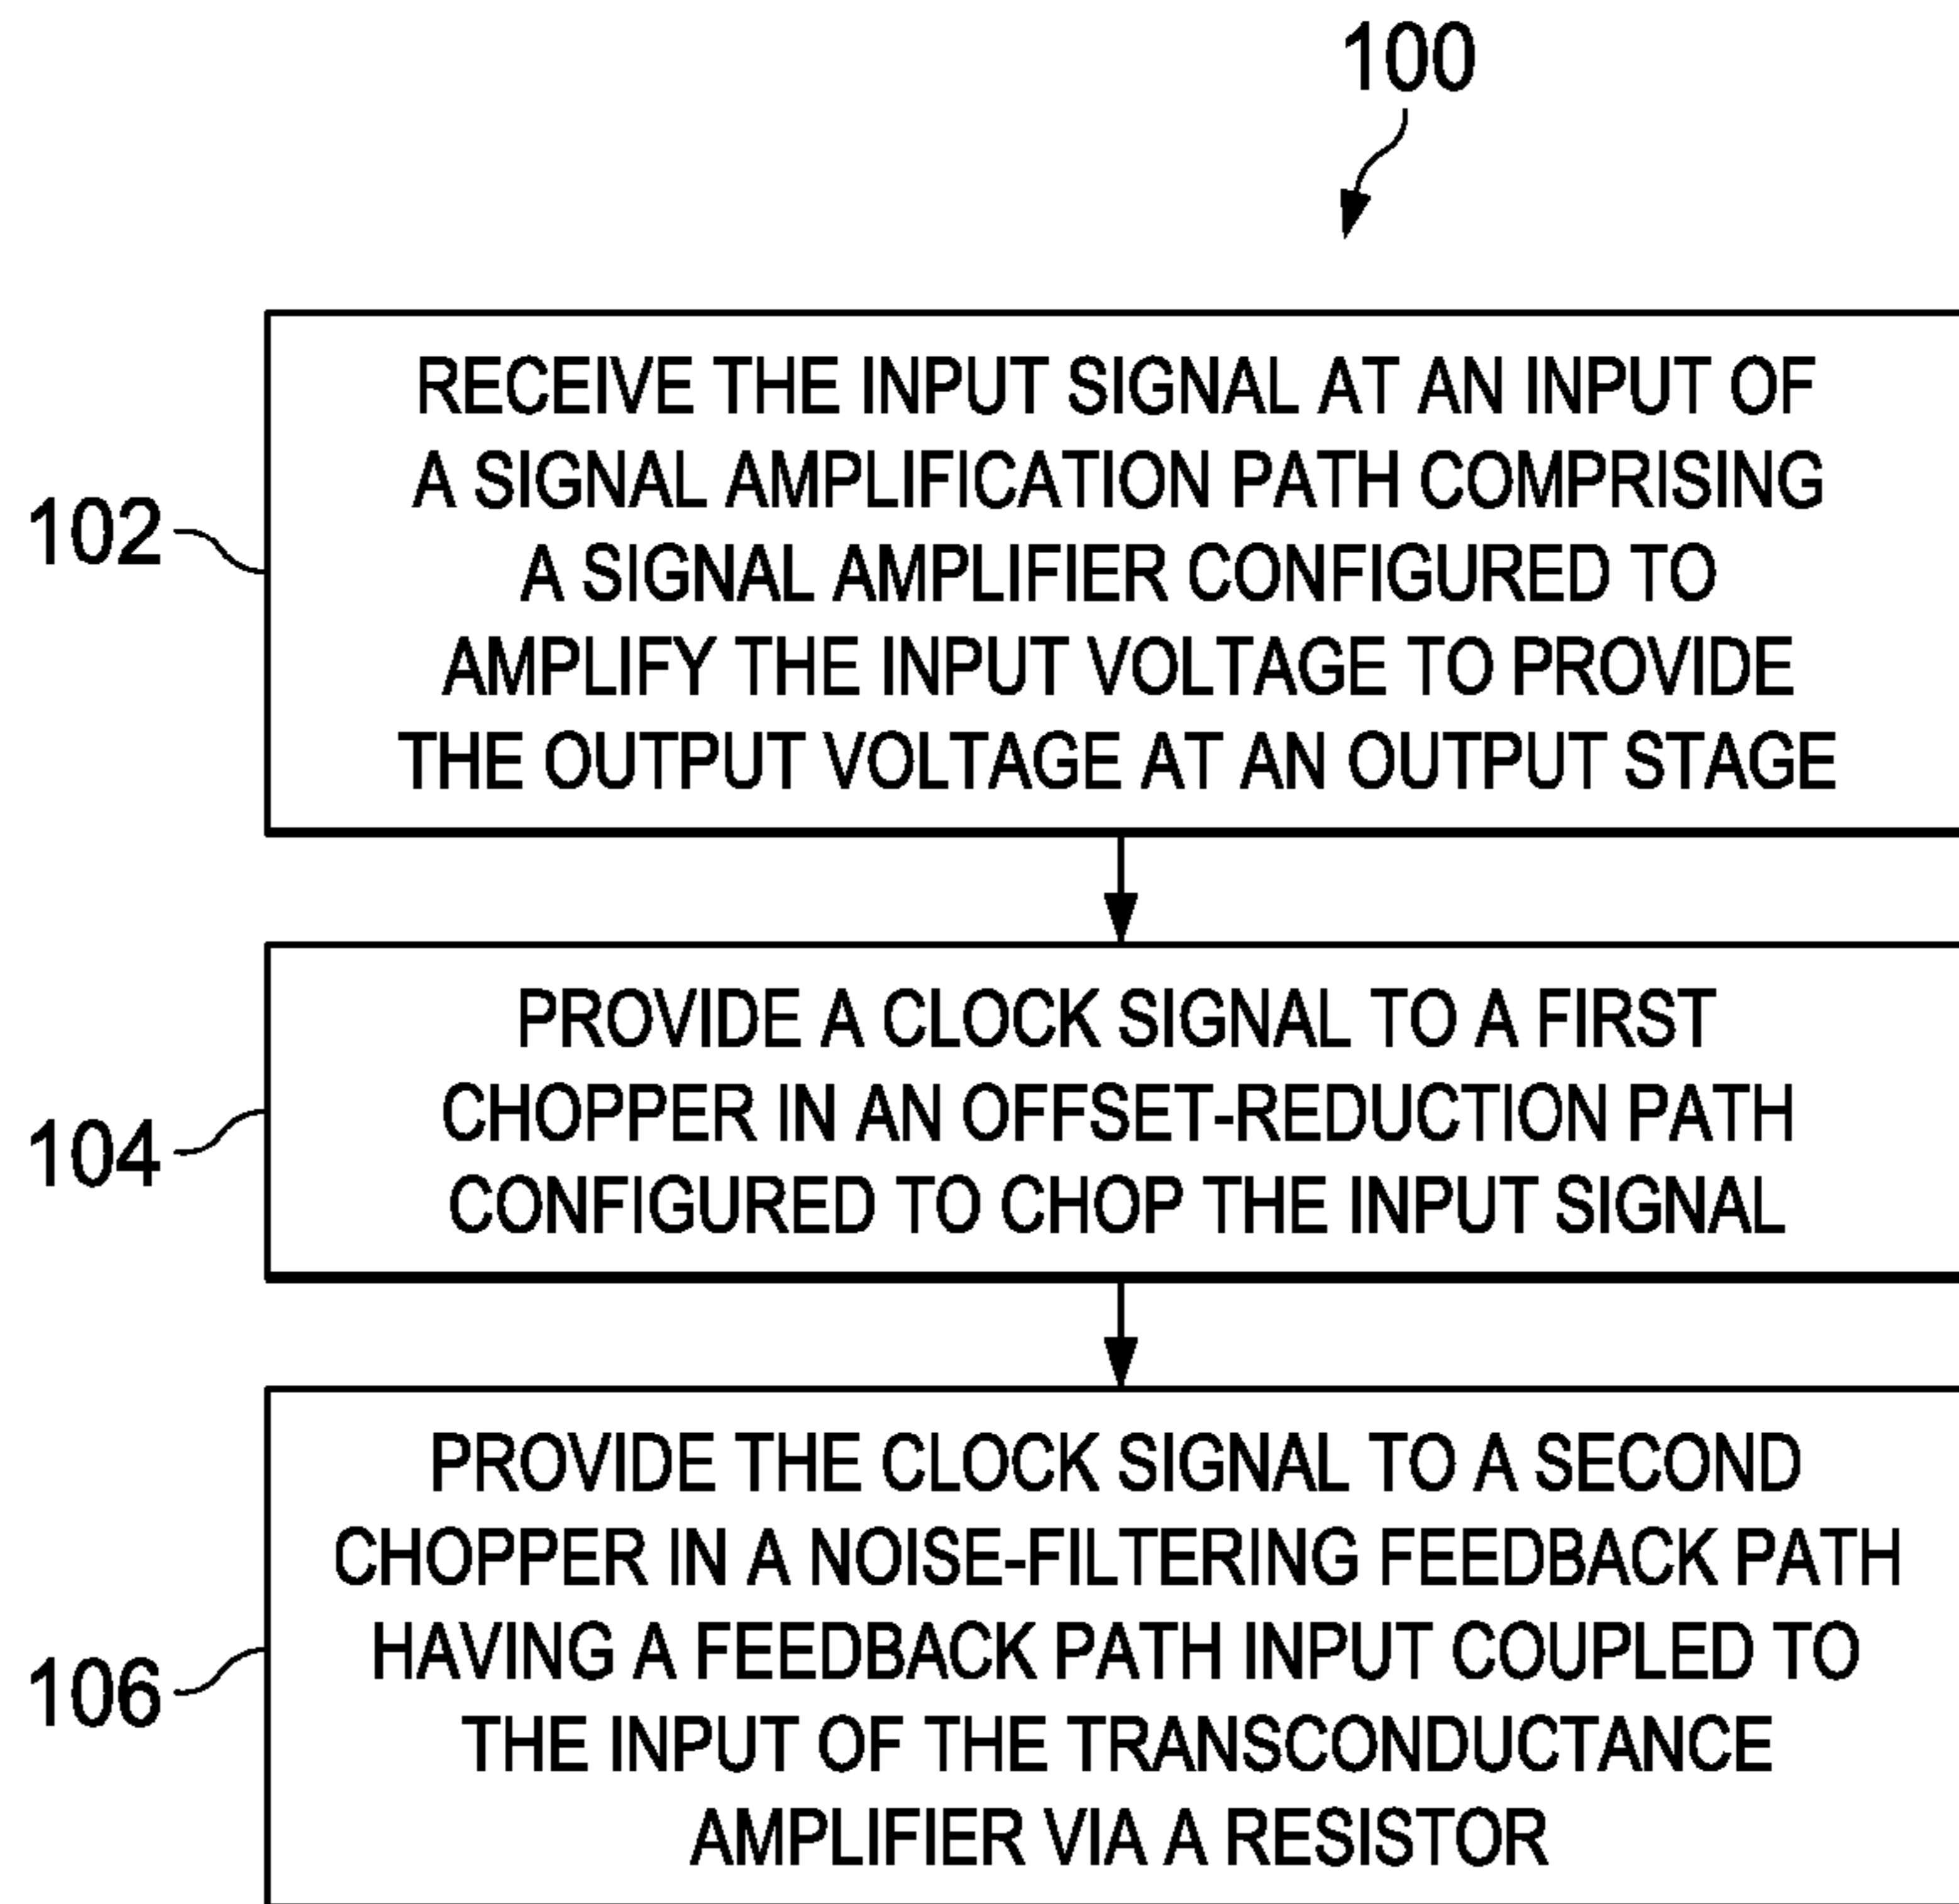 100
102
RECEIVE THE INPUT SIGNAL AT AN INPUT OF
A SIGNAL AMPLIFICATION PATH COMPRISING
A SIGNAL AMPLIFIER CONFIGURED TO
AMPLIFY THE INPUT VOLTAGE TO PROVIDE
THE OUTPUT VOLTAGE AT AN OUTPUT STAGE
104
PROVIDE A CLOCK SIGNAL TO A FIRST
CHOPPER IN AN OFFSET-REDUCTION PATH
CONFIGURED TO CHOP THE INPUT SIGNAL
106
PROVIDE THE CLOCK SIGNAL TO A SECOND
CHOPPER IN A NOISE-FILTERING FEEDBACK PATH
HAVING A FEEDBACK PATH INPUT COUPLED TO
THE INPUT OF THE TRANSCONDUCTANCE
AMPLIFIER VIA A RESISTOR